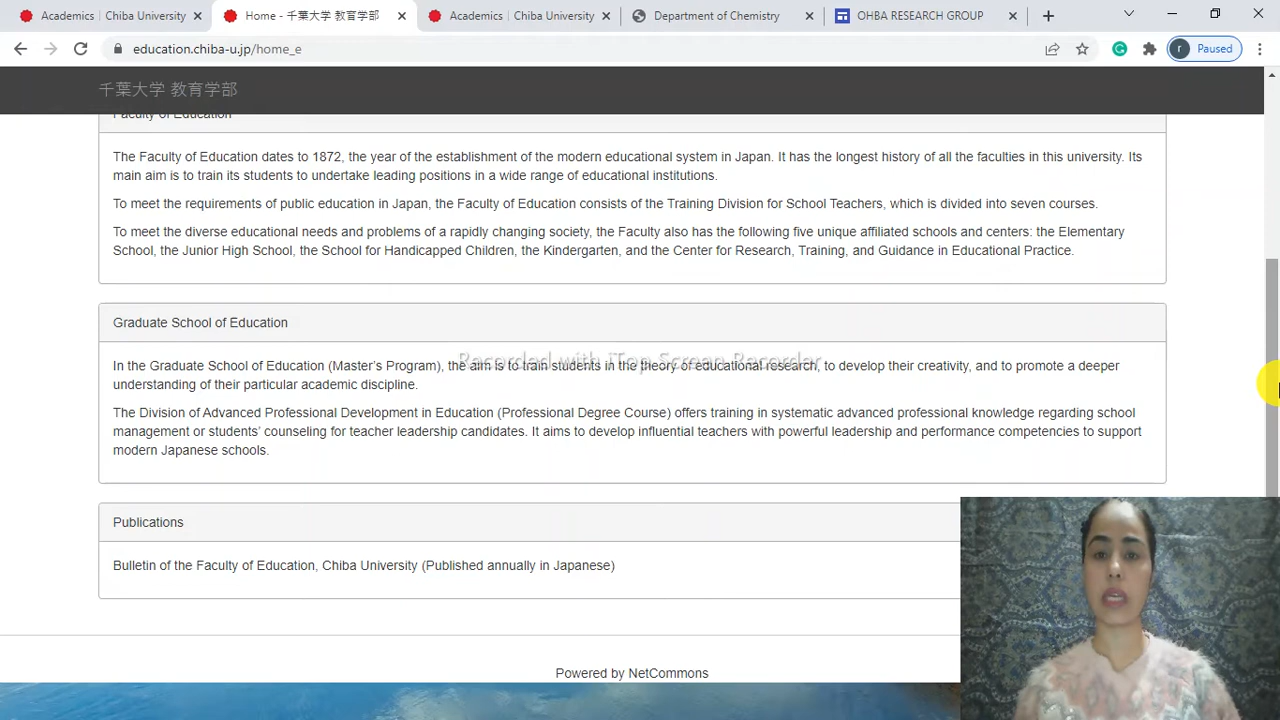 Academics | Chiba University
Home - 千葉大学 教育学部
Academics | Chiba University
Department of Chemistry
OHBA RESEARCH GROUP
education.chiba-u.jp/home_e
r Paused
千葉大学 教育学部
Faculty of Education
The Faculty of Education dates to 1872, the year of the establishment of the modern educational system in Japan. It has the longest history of all the faculties in this university. Its
main aim is to train its students to undertake leading positions in a wide range of educational institutions.
To meet the requirements of public education in Japan, the Faculty of Education consists of the Training Division for School Teachers, which is divided into seven courses.
To meet the diverse educational needs and problems of a rapidly changing society, the Faculty also has the following five unique affiliated schools and centers: the Elementary
School, the Junior High School, the School for Handicapped Children, the Kindergarten, and the Center for Research, Training, and Guidance in Educational Practice.
Graduate School of Education
Recorded with iTop Screen Recorder
In the Graduate School of Education (Master's Program), the aim is to train students in the theory of educational research, to develop their creativity, and to promote a deeper
understanding of their particular academic discipline.
The Division of Advanced Professional Development in Education (Professional Degree Course) offers training in systematic advanced professional knowledge regarding school
management or students' counseling for teacher leadership candidates. It aims to develop influential teachers with powerful leadership and performance competencies to support
modern Japanese schools.
Publications
Bulletin of the Faculty of Education, Chiba University (Published annually in Japanese)
Powered by NetCommons